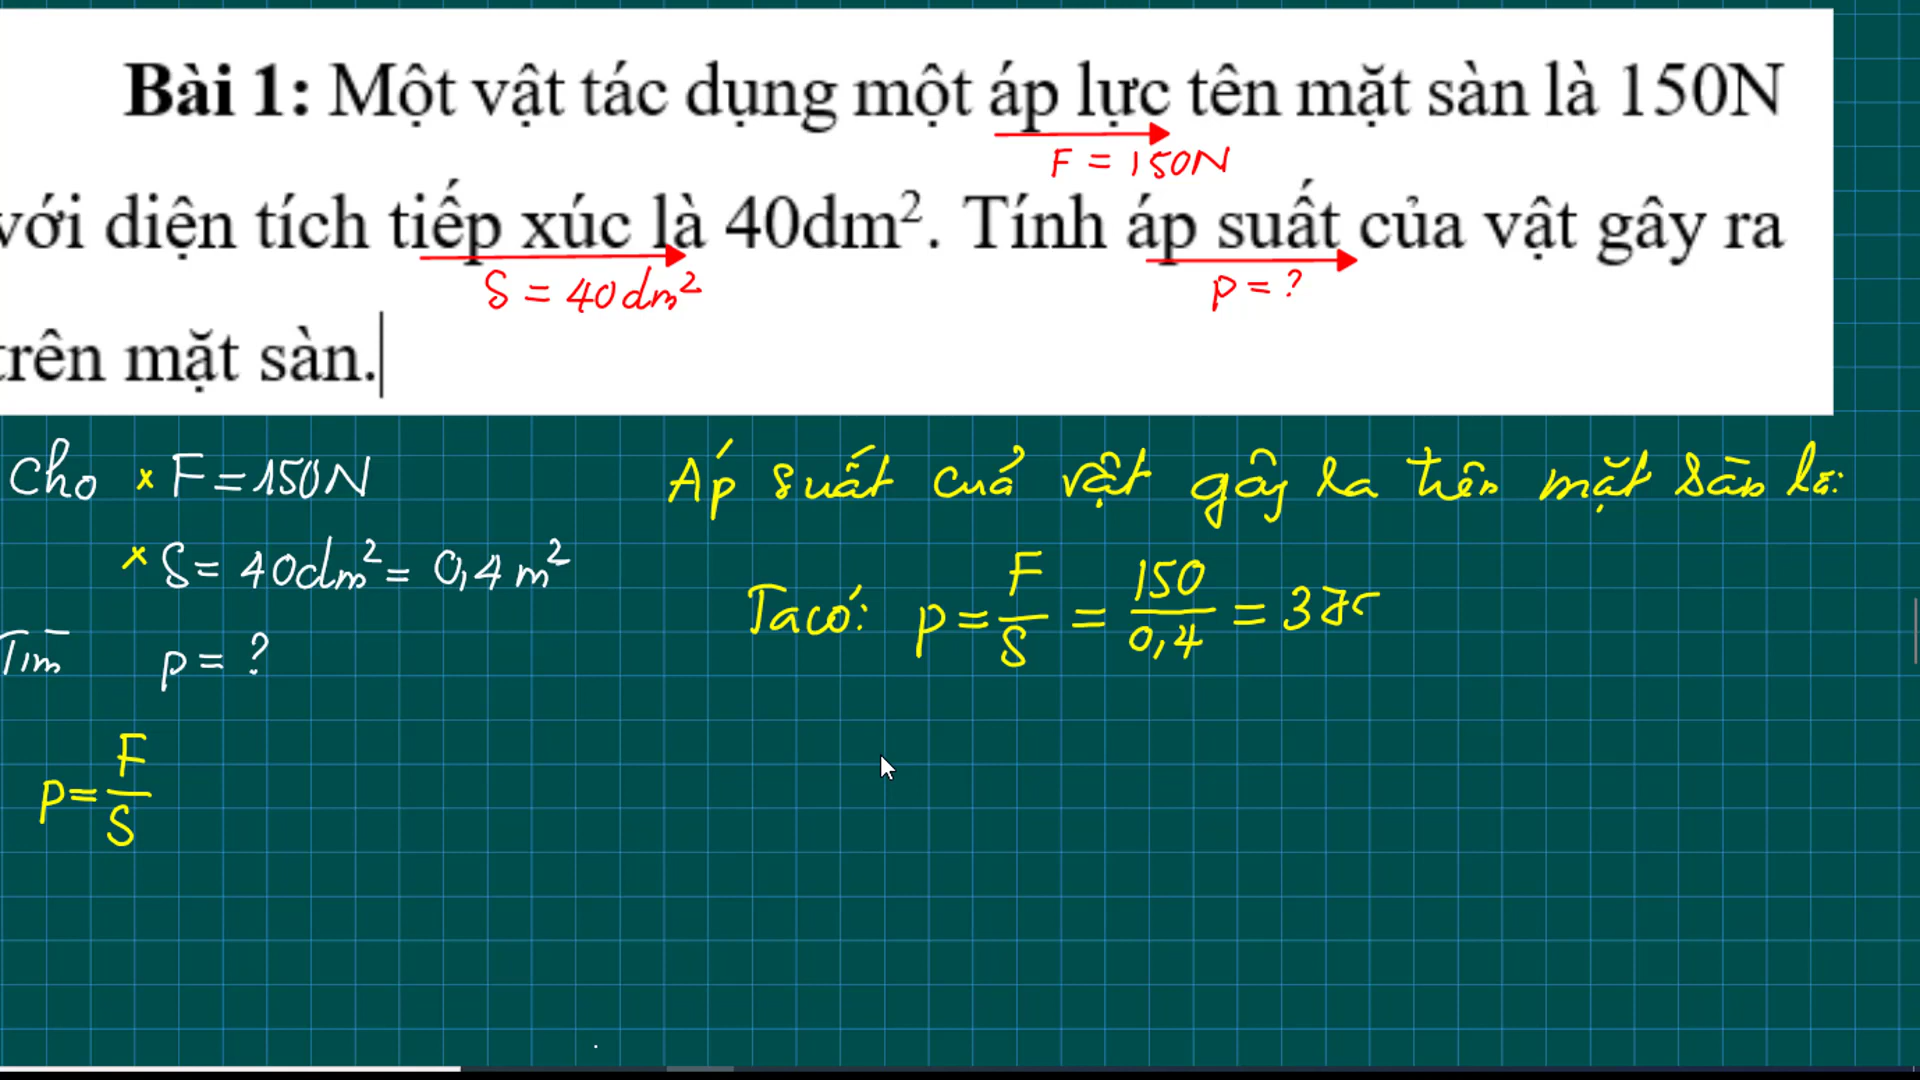 Bài 1: Một vật tác dụng một áp lực tên mặt sàn là 150N
F = 150N
với diện tích tiếp xúc là 40dm². Tính áp suất của vật gây ra
S = 40dm²
p = ?
trên mặt sàn.
Cho × F = 150N
× S = 40dm² = 0,4m²
Tìm p = ?
p = F/S
Áp suất của vật gây ra trên mặt sàn là:
Ta có: p = F/S = 150/0,4 = 375